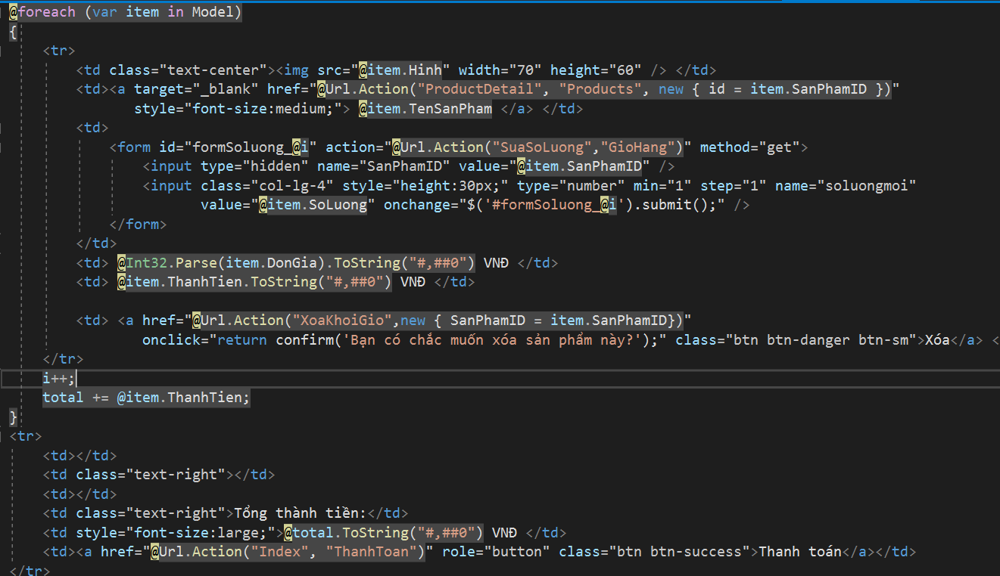 @foreach (var item in Model)
{
<tr>
<td class="text-center"><img src="@item.Hinh" width="70" height="60" /> </td>
<td><a target="_blank" href="@Url.Action("ProductDetail", "Products", new { id = item.SanPhamID })"
style="font-size:medium;"> @item.TenSanPham </a> </td>
<td>
<form id="formSoluong_@i" action="@Url.Action("SuaSoLuong","GioHang")" method="get">
<input type="hidden" name="SanPhamID" value="@item.SanPhamID" />
<input class="col-lg-4" style="height:30px;" type="number" min="1" step="1" name="soluongmoi"
value="@item.SoLuong" onchange="$('#formSoluong_@i').submit();" />
</form>
</td>
<td> @Int32.Parse(item.DonGia).ToString("#,##0") VNĐ </td>
<td> @item.ThanhTien.ToString("#,##0") VNĐ </td>
<td> <a href="@Url.Action("XoaKhoiGio",new { SanPhamID = item.SanPhamID})"
onclick="return confirm('Bạn có chắc muốn xóa sản phẩm này?');" class="btn btn-danger btn-sm">Xóa</a> <
</tr>
i++;
total += @item.ThanhTien;
}
<tr>
<td></td>
<td class="text-right"></td>
<td></td>
<td class="text-right">Tổng thành tiền:</td>
<td style="font-size:large;">@total.ToString("#,##0") VNĐ </td>
<td><a href="@Url.Action("Index", "ThanhToan")" role="button" class="btn btn-success">Thanh toán</a></td>
</tr>